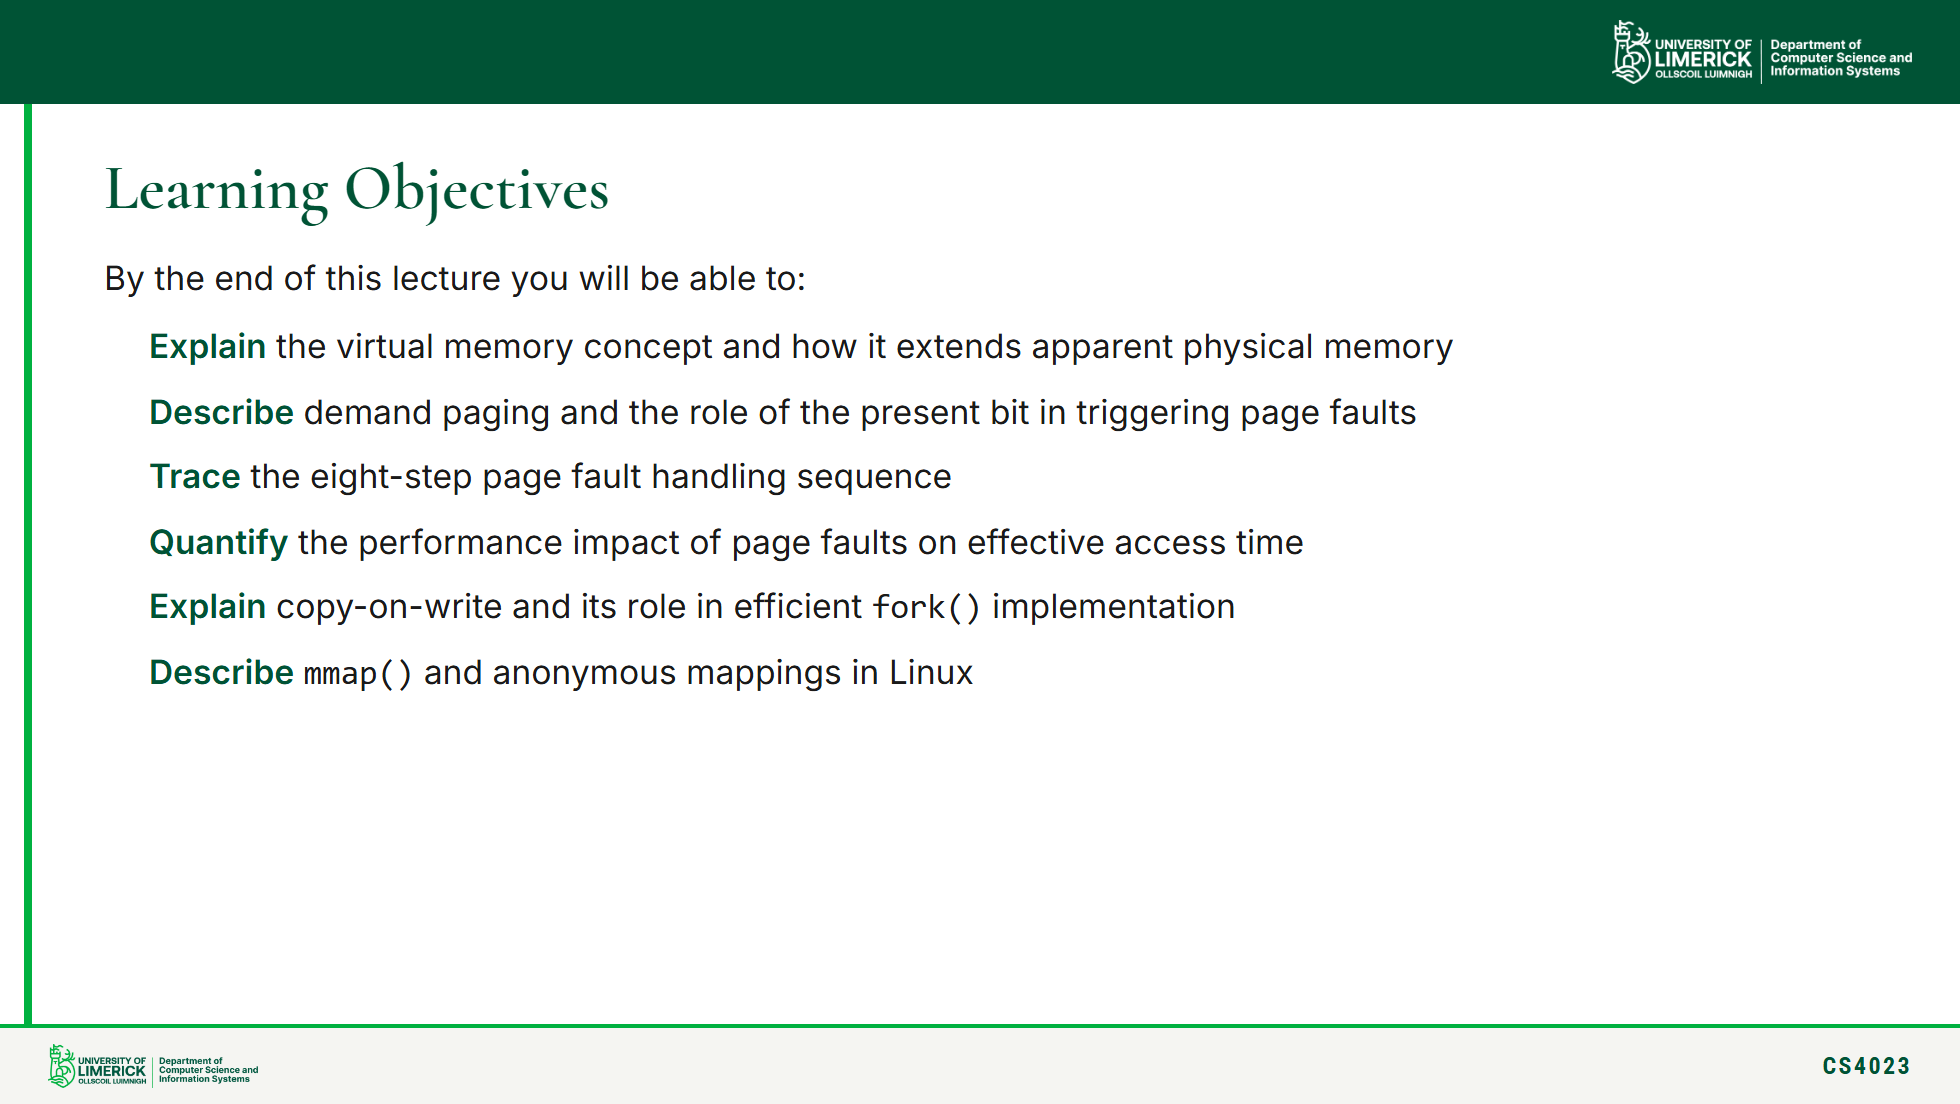 UNIVERSITY OF
LIMERICK
OLLSCOIL LUIMNIGH
Department of
Computer Science and
Information Systems
Learning Objectives
By the end of this lecture you will be able to:
Explain the virtual memory concept and how it extends apparent physical memory
Describe demand paging and the role of the present bit in triggering page faults
Trace the eight-step page fault handling sequence
Quantify the performance impact of page faults on effective access time
Explain copy-on-write and its role in efficient fork() implementation
Describe mmap() and anonymous mappings in Linux
UNIVERSITY OF
LIMERICK
OLLSCOIL LUIMNIGH
Department of
Computer Science and
Information Systems
CS4023